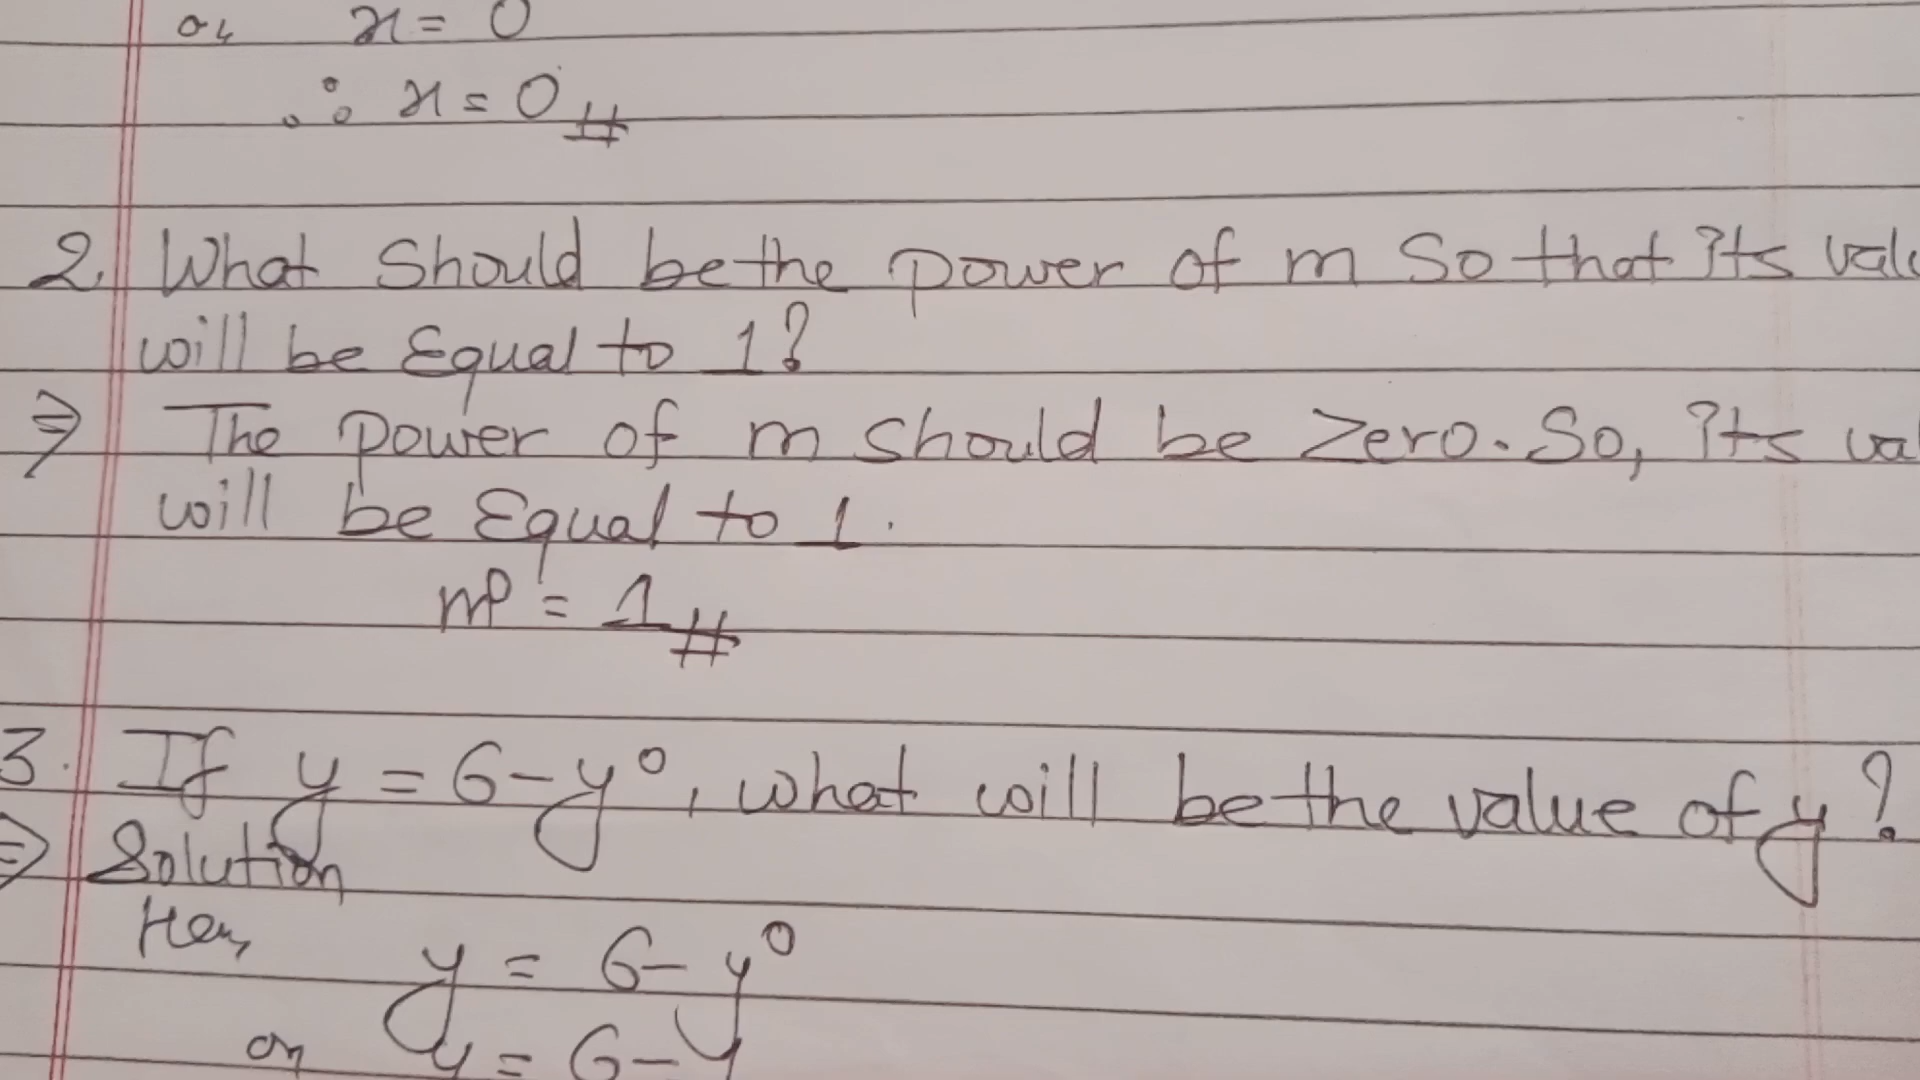 or x = 0
∴ x = 0 #
2. What should be the power of m so that its
will be Equal to 1?
⇒ The power of m should be zero. So, its
will be Equal to 1.
m⁰ = 1 #
3. If y = 6 - y⁰, what will be the value of y?
⇒ Solution
Here,
y = 6 - y⁰
or y = 6 -